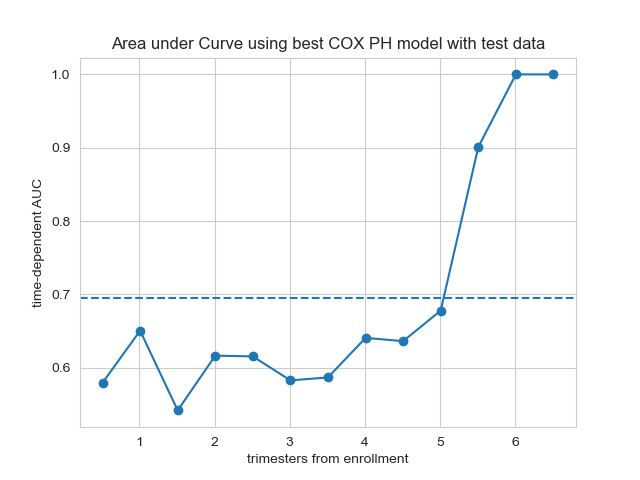 Area under Curve using best COX PH model with test data
1.0
0.9
0.8
0.7
0.6
time-dependent AUC
1 2 3 4 5 6
trimesters from enrollment